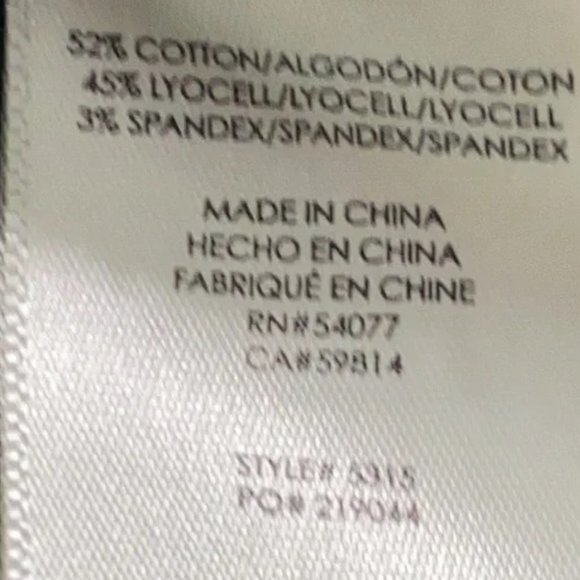 52% COTTON/ALGODÓN/COTON
45% LYOCELL/LYOCELL/LYOCELL
3% SPANDEX/SPANDEX/SPANDEX
MADE IN CHINA
HECHO EN CHINA
FABRIQUÉ EN CHINE
RN#54077
CA#59814
STYLE# 5315
PO# 219044